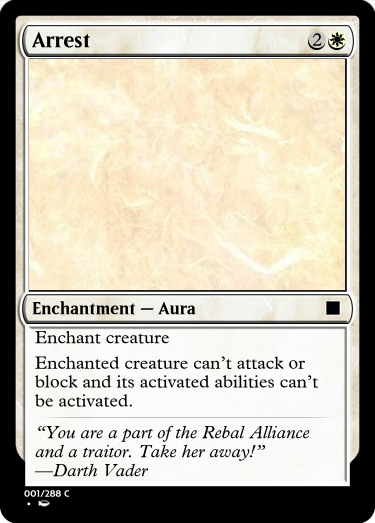 Arrest 2
Enchantment — Aura
Enchant creature
Enchanted creature can't attack or
block and its activated abilities can't
be activated.
"You are a part of the Rebal Alliance
and a traitor. Take her away!"
—Darth Vader
001/288 C